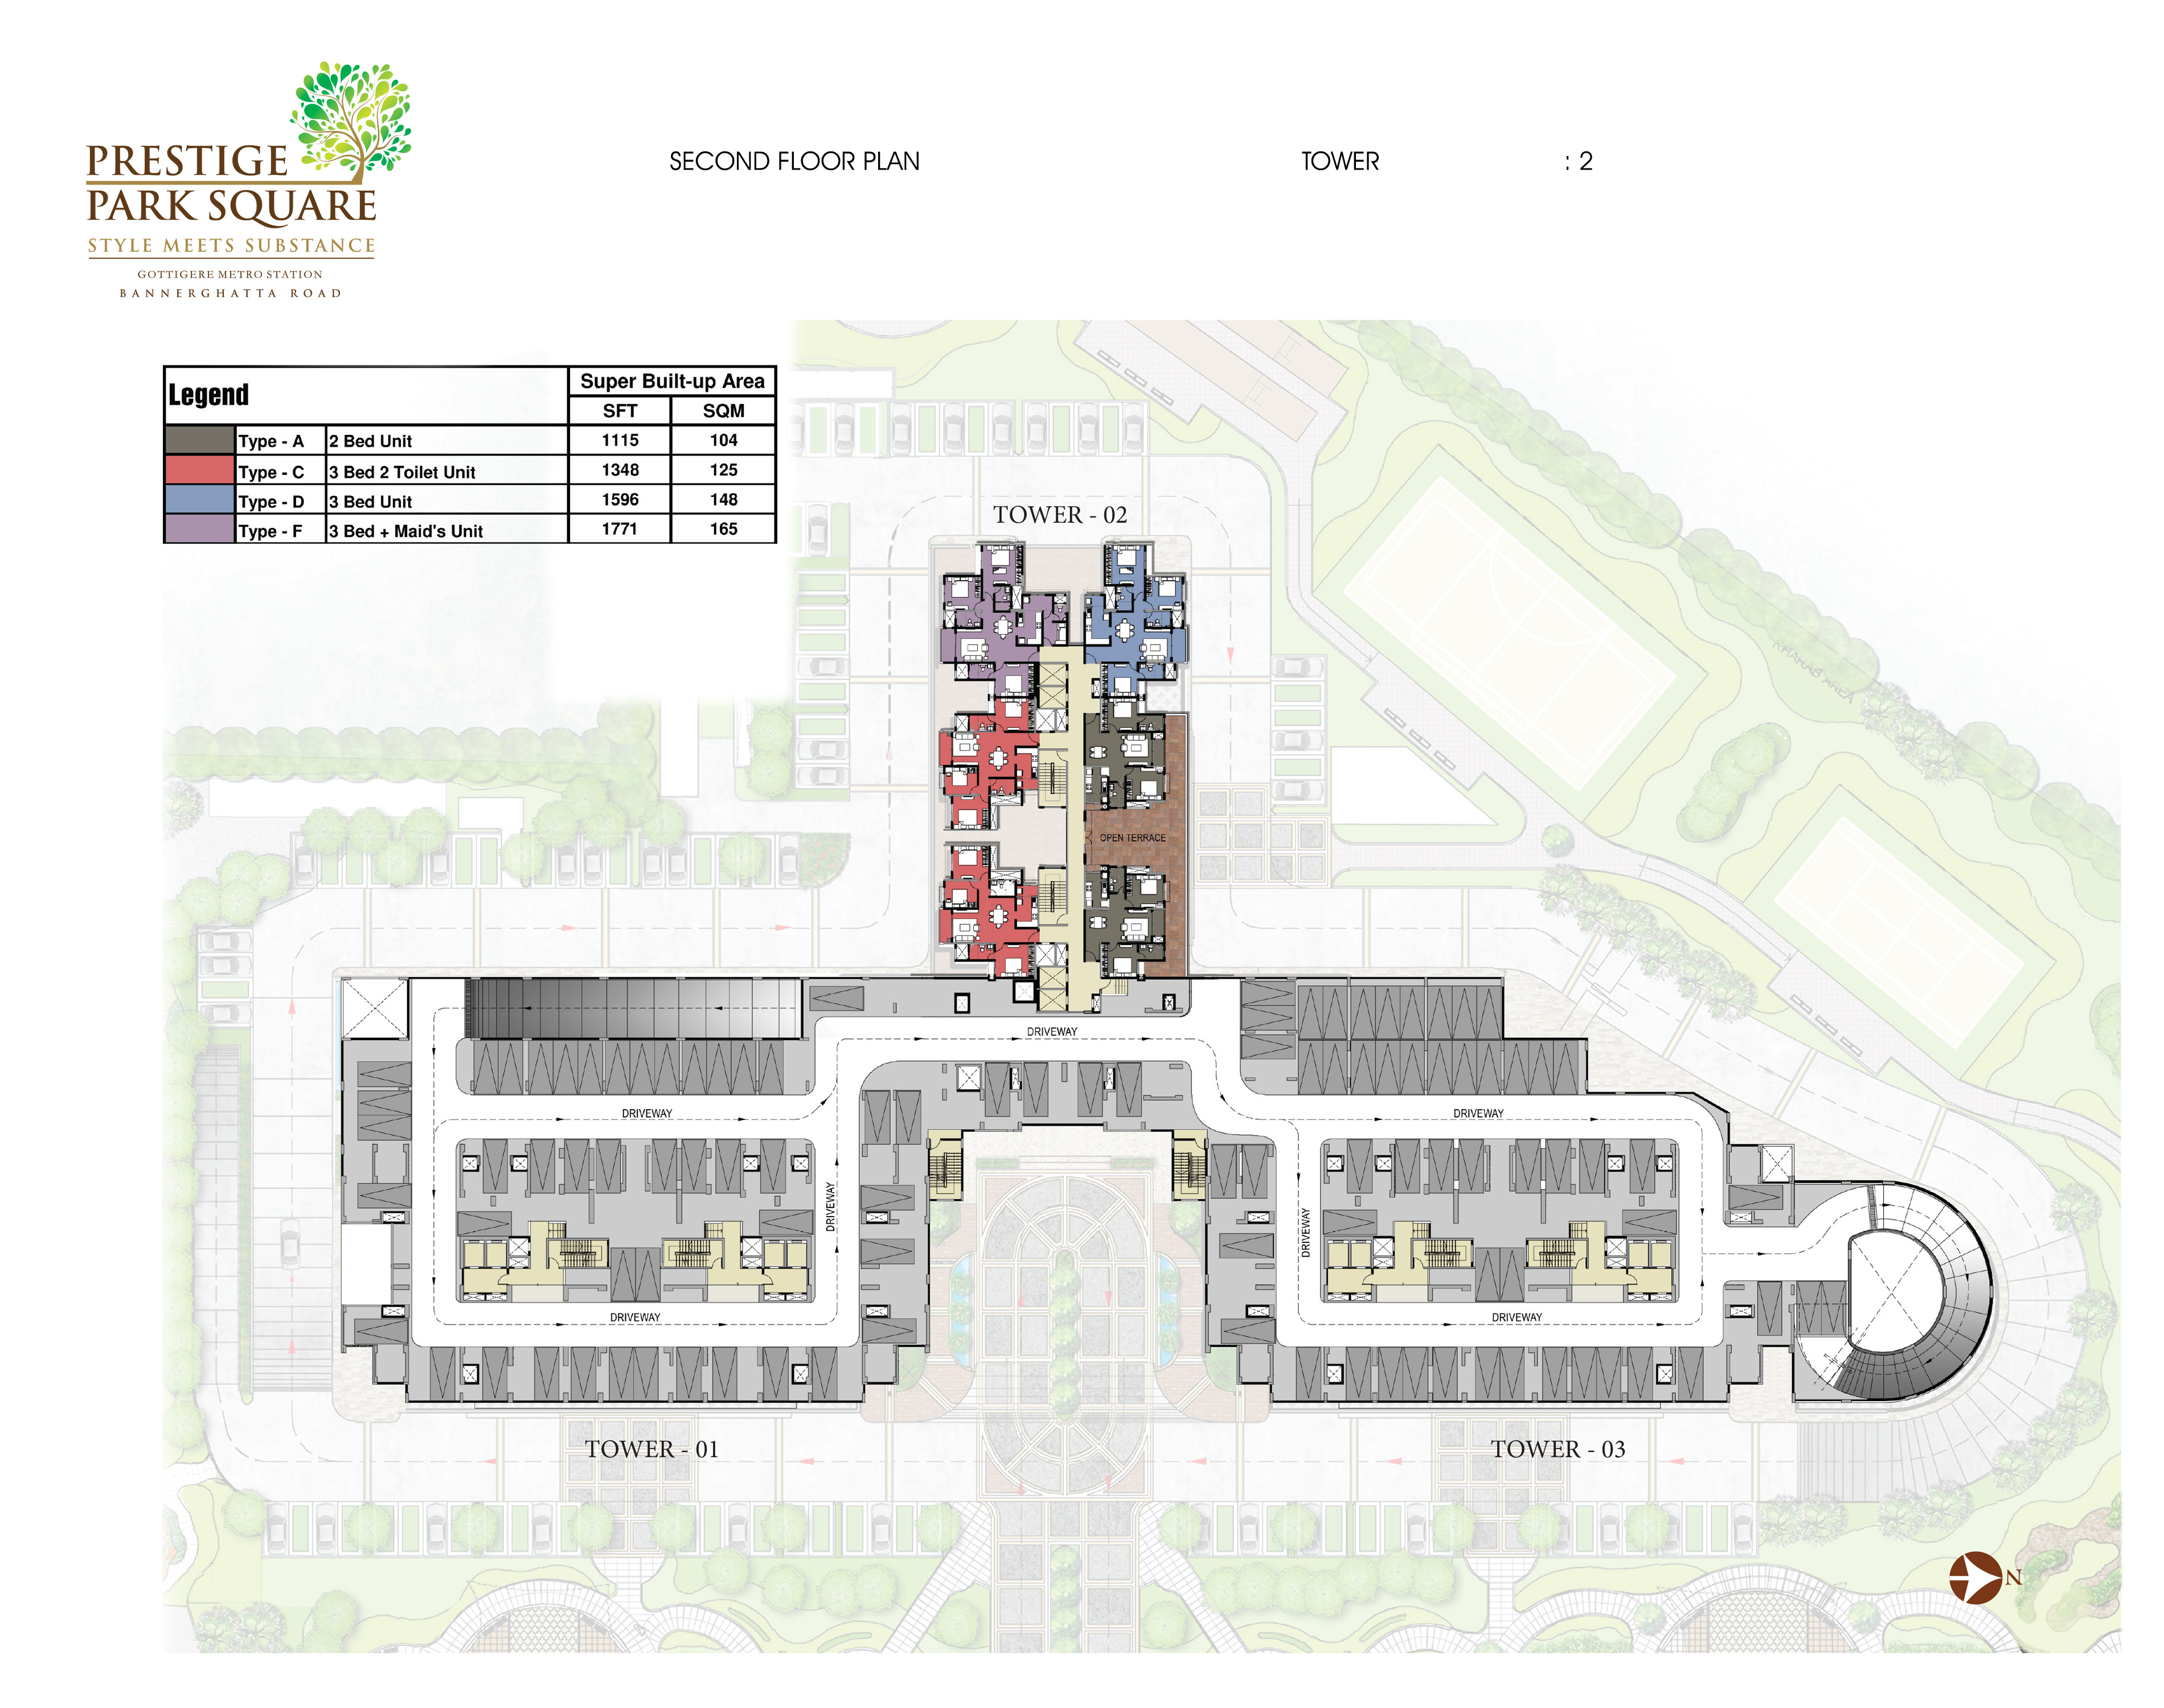 PRESTIGE
PARK SQUARE
STYLE MEETS SUBSTANCE
GOTTIGERE METRO STATION
BANNERGHATTA ROAD
SECOND FLOOR PLAN
TOWER : 2
Legend
Super Built-up Area
SFT SQM
Type - A 2 Bed Unit 1115 104
Type - C 3 Bed 2 Toilet Unit 1348 125
Type - D 3 Bed Unit 1596 148
Type - F 3 Bed + Maid's Unit 1771 165
TOWER - 02
KHARAB AREA
OPEN TERRACE
DRIVEWAY
DRIVEWAY
DRIVEWAY
DRIVEWAY
DRIVEWAY
DRIVEWAY
DRIVEWAY
TOWER - 01
TOWER - 03
N